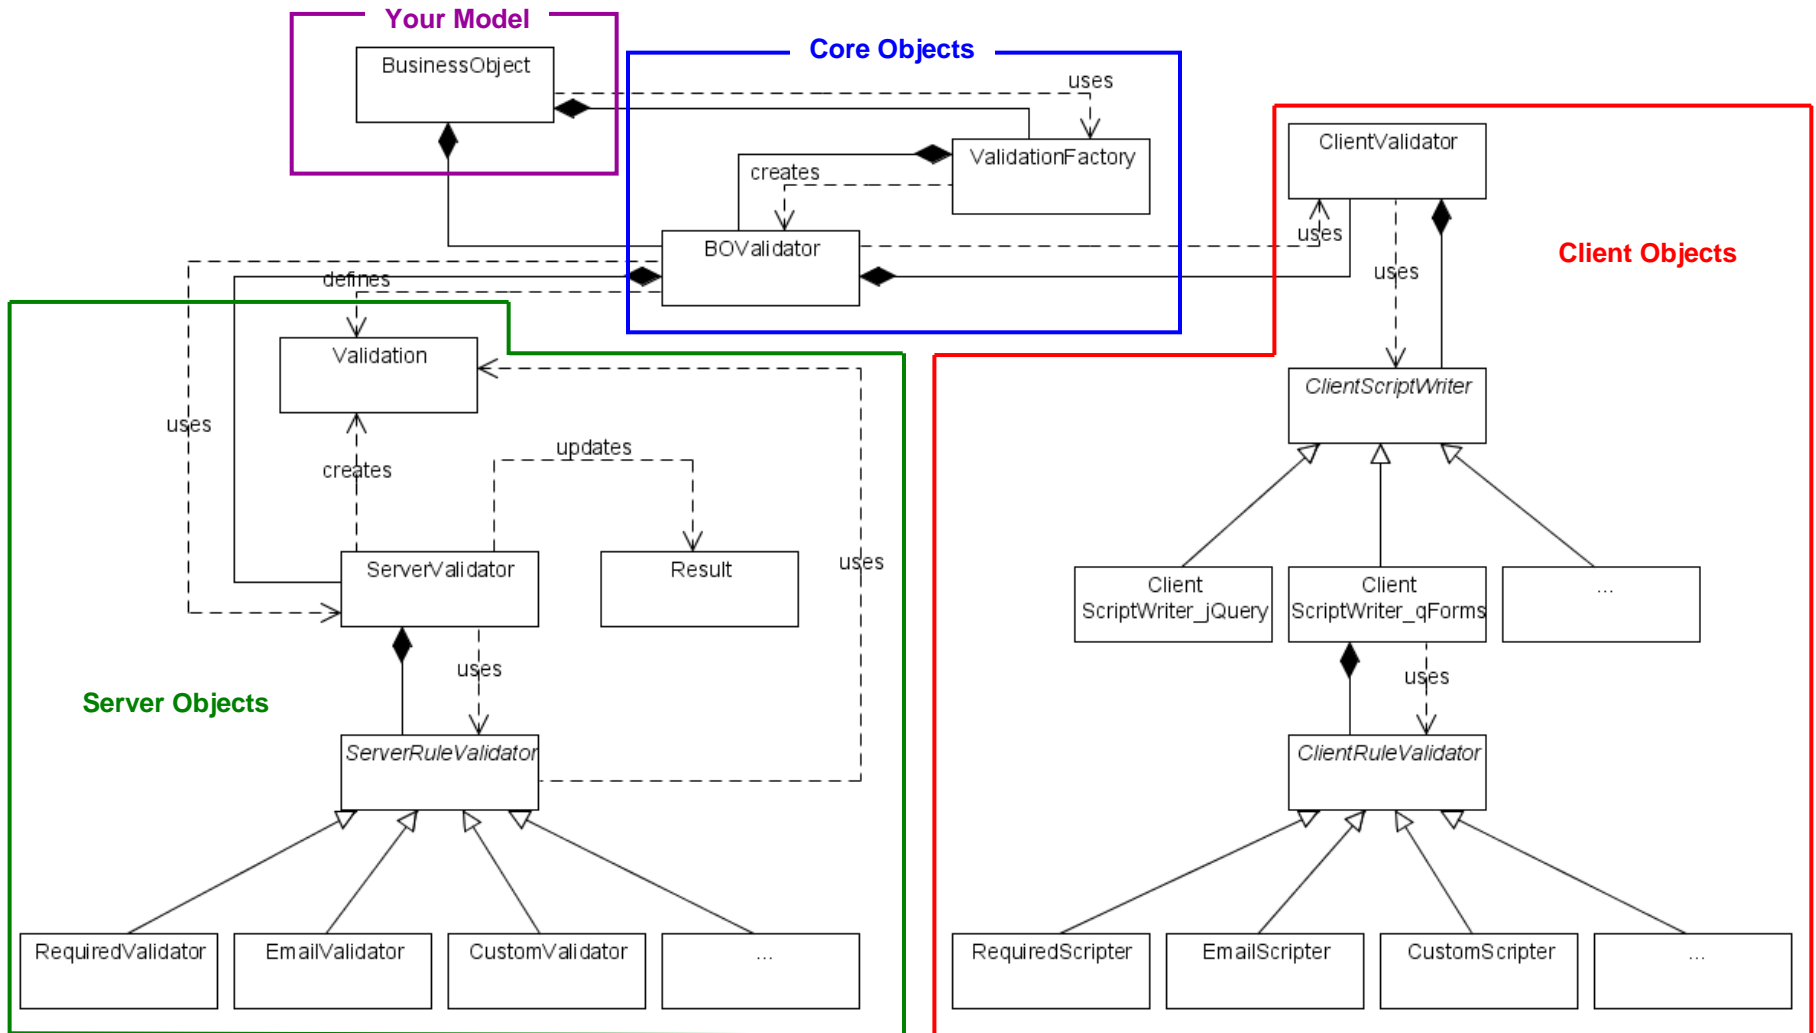 Your Model
Core Objects
BusinessObject
uses
ClientValidator
ValidationFactory
creates
uses
BOValidator
Client Objects
uses
defines
Validation
ClientScriptWriter
uses
updates
creates
uses
ServerValidator
Result
Client
ScriptWriter_jQuery
Client
ScriptWriter_qForms
...
uses
uses
Server Objects
ServerRuleValidator
ClientRuleValidator
RequiredValidator
EmailValidator
CustomValidator
...
RequiredScripter
EmailScripter
CustomScripter
...